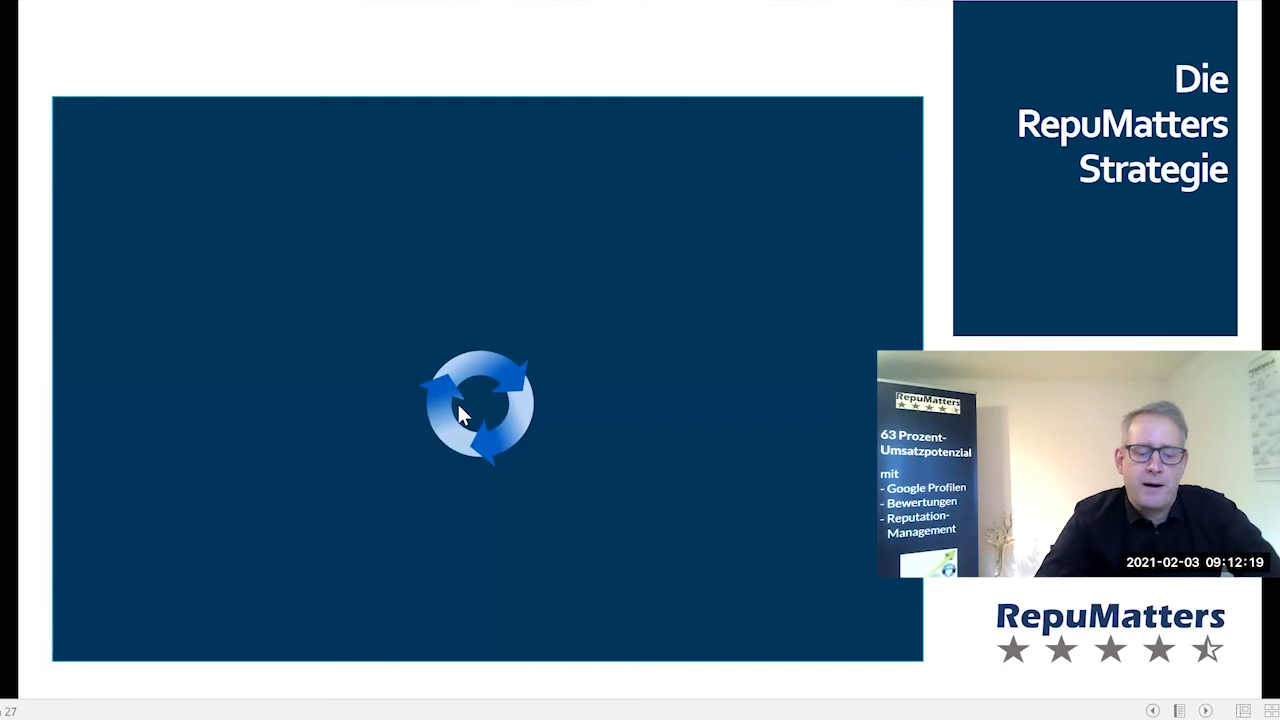 Die
RepuMatters
Strategie
RepuMatters
63 Prozent-
Umsatzpotenzial
mit
- Google Profilen
- Bewertungen
- Reputation-
Management
2021-02-03 09:12:19
RepuMatters
27